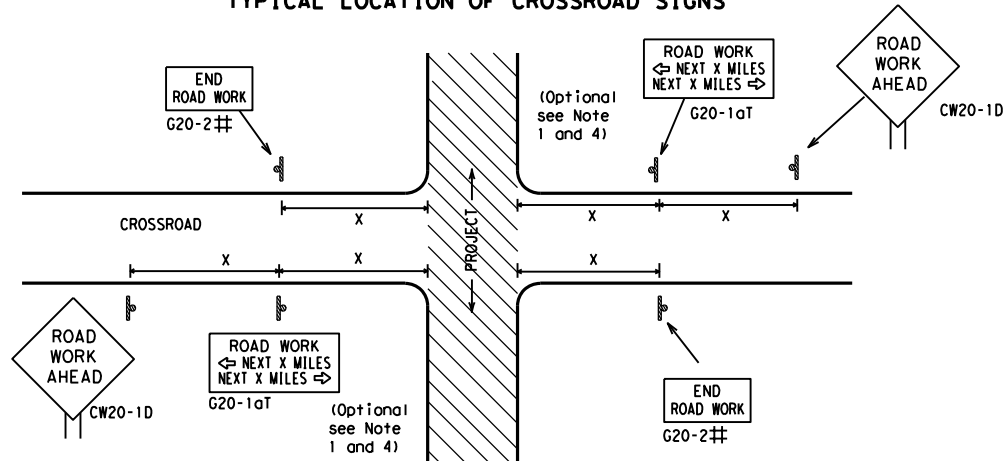 TYPICAL LOCATION OF CROSSROAD SIGNS
END
ROAD WORK
G20-2#
ROAD WORK
⇦ NEXT X MILES
NEXT X MILES ⇨
G20-1aT
(Optional
see Note
1 and 4)
ROAD
WORK
AHEAD
CW20-1D
CROSSROAD
X
X
X
PROJECT
X
X
X
ROAD
WORK
AHEAD
CW20-1D
ROAD WORK
⇦ NEXT X MILES
NEXT X MILES ⇨
G20-1aT
(Optional
see Note
1 and 4)
END
ROAD WORK
G20-2#